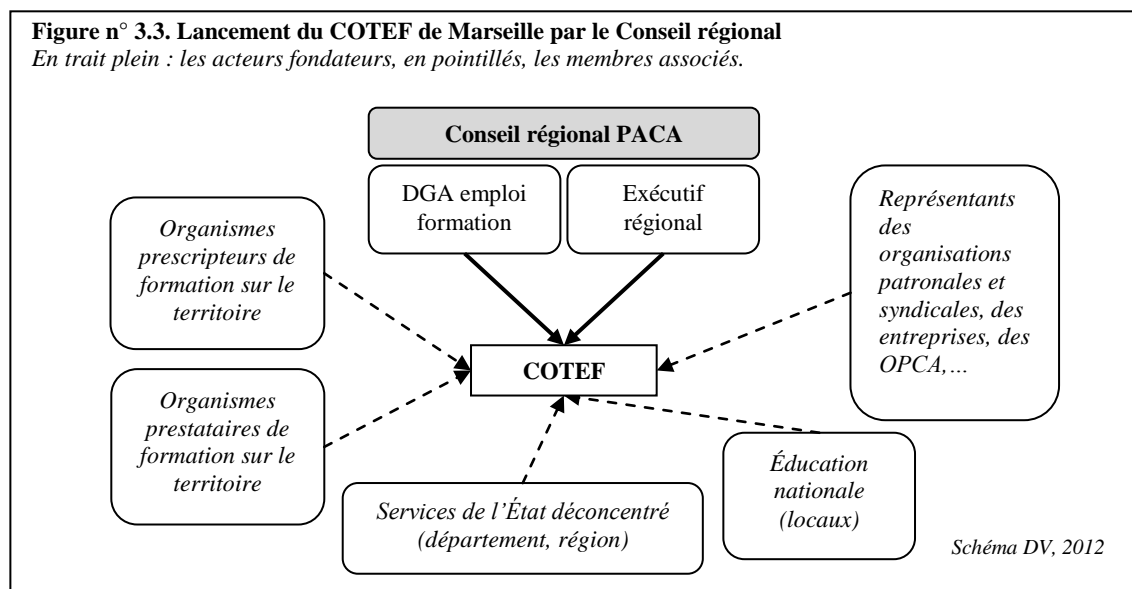 Figure n° 3.3. Lancement du COTEF de Marseille par le Conseil régional
En trait plein : les acteurs fondateurs, en pointillés, les membres associés.
Conseil régional PACA
DGA emploi
formation
Exécutif
régional
Organismes
prescripteurs de
formation sur le
territoire
Représentants
des
organisations
patronales et
syndicales, des
entreprises, des
OPCA,…
COTEF
Organismes
prestataires de
formation sur le
territoire
Services de l’État déconcentré
(département, région)
Éducation
nationale
(locaux)
Schéma DV, 2012